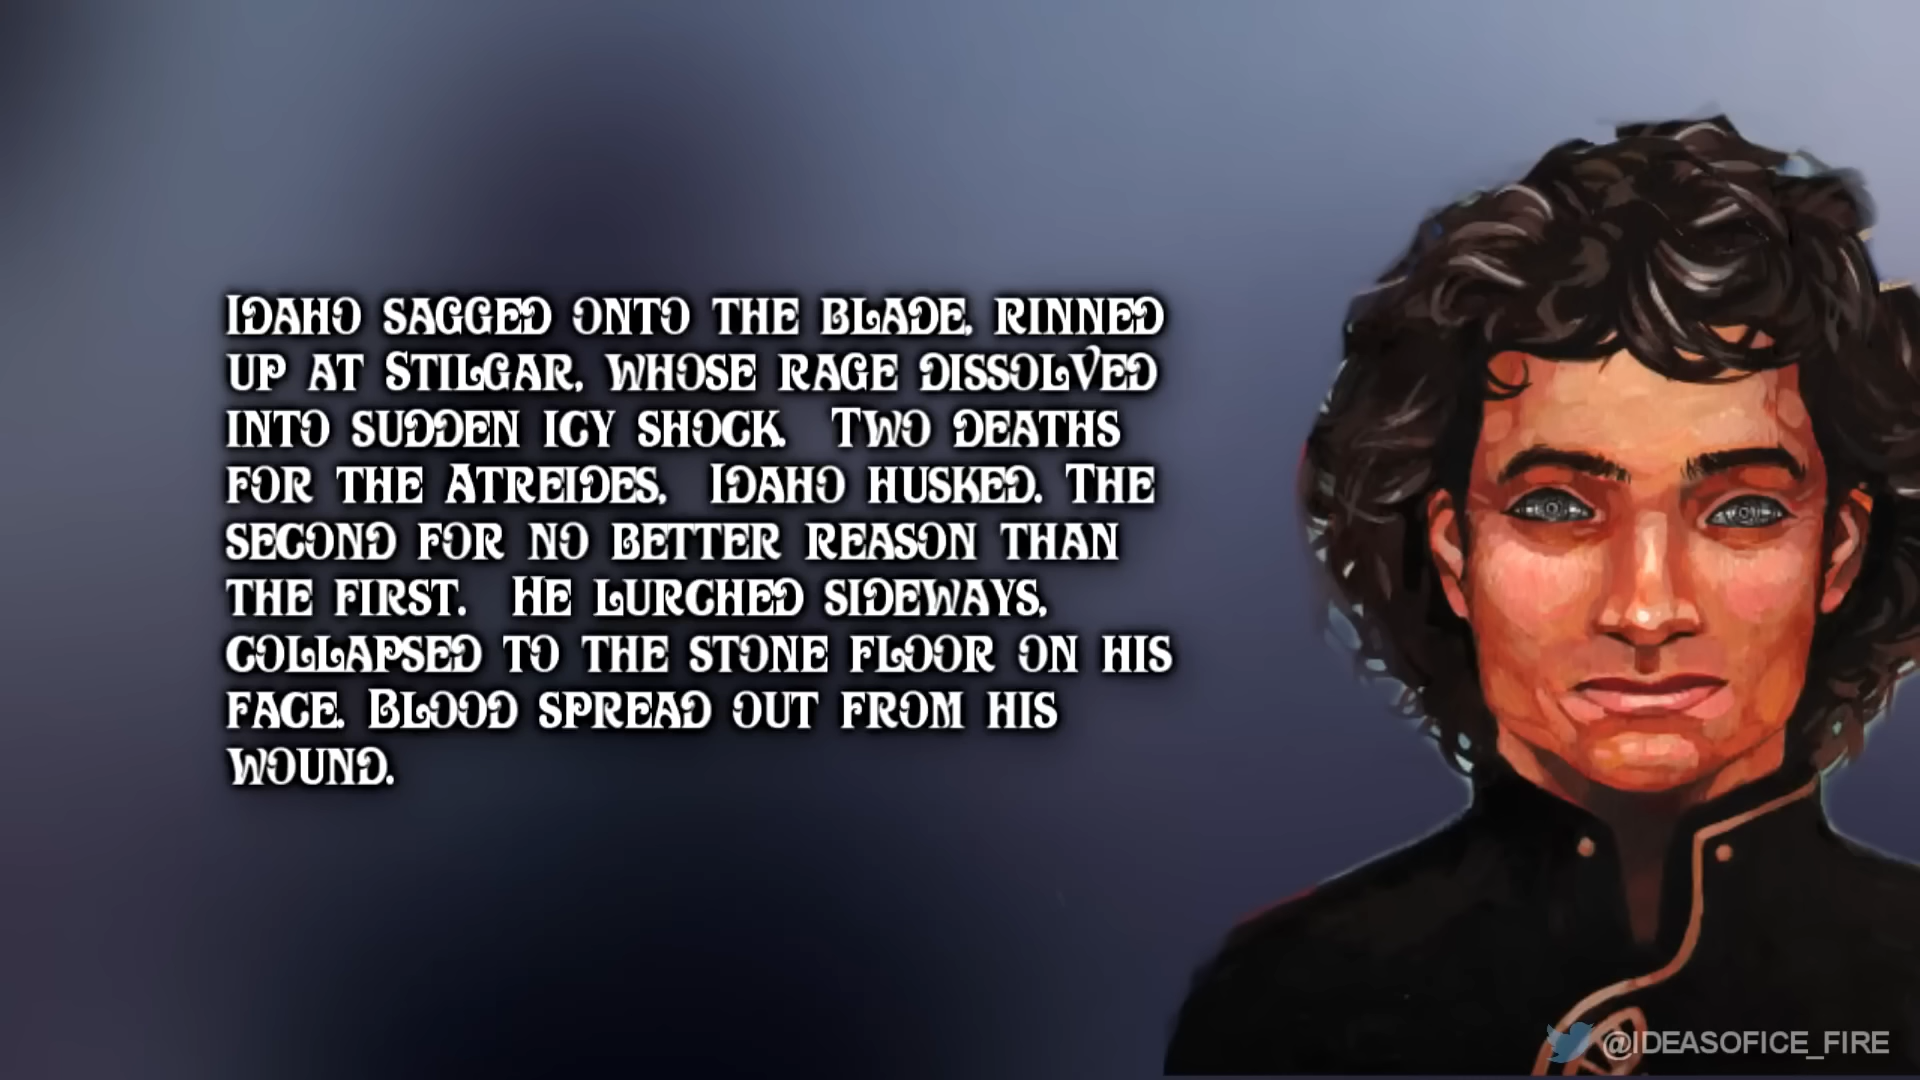 Idaho sagged onto the blade, rinned
up at Stilgar, whose rage dissolved
into sudden icy shock.  Two deaths
for the Atreides,  Idaho husked. The
second for no better reason than
the first.  He lurched sideways,
collapsed to the stone floor on his
face. Blood spread out from his
wound.
@IDEASOFICE_FIRE